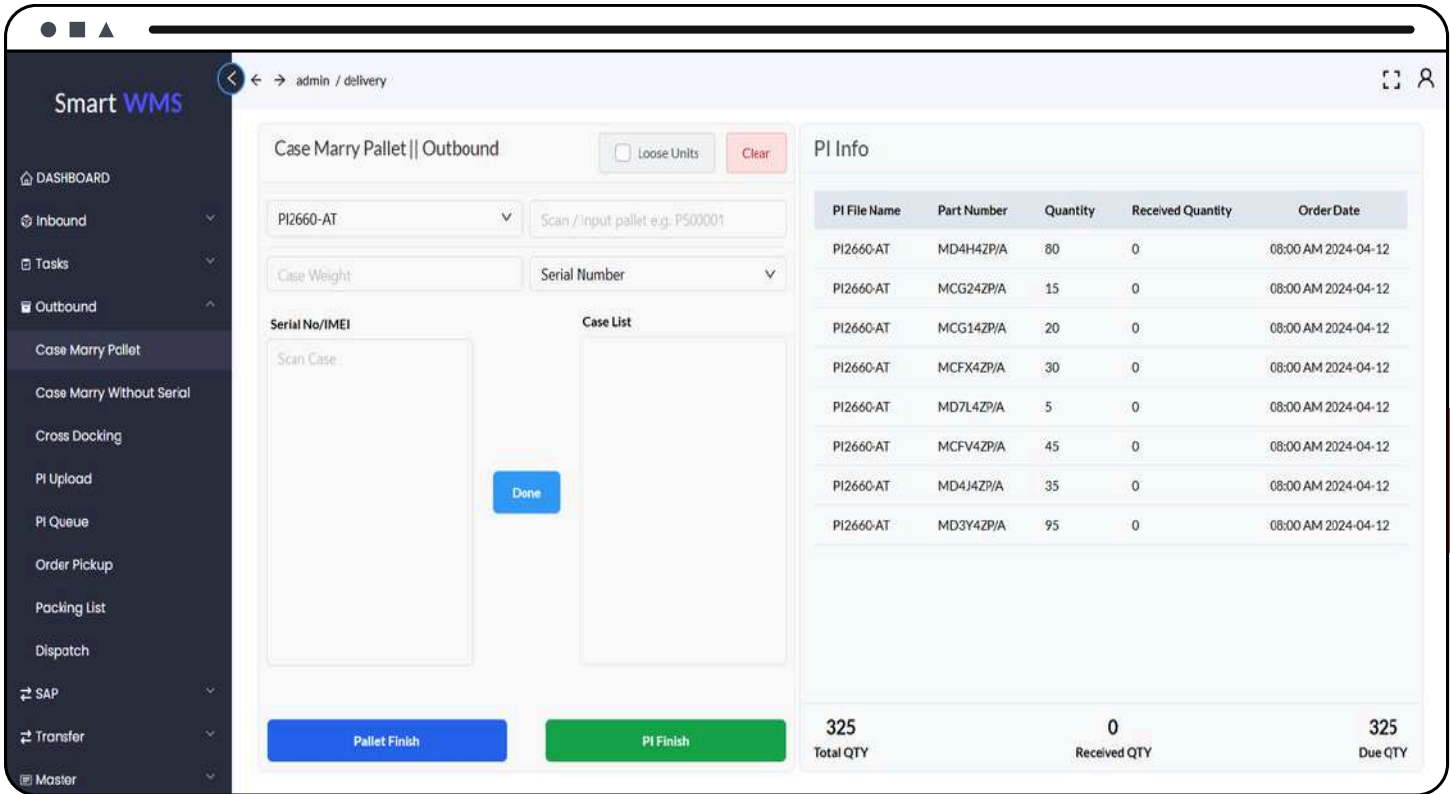 Smart WMS
DASHBOARD
Inbound
Tasks
Outbound
Case Marry Pallet
Case Marry Without Serial
Cross Docking
PI Upload
PI Queue
Order Pickup
Packing List
Dispatch
SAP
Transfer
Master
admin / delivery
Case Marry Pallet || Outbound
Loose Units
Clear
PI2660-AT
Scan / input pallet e.g. P500001
Case Weight
Serial Number
Serial No/IMEI
Case List
Scan Case
Done
Pallet Finish
PI Finish
PI Info
PI File Name Part Number Quantity Received Quantity Order Date
PI2660-AT MD4H4ZP/A 80 0 08:00 AM 2024-04-12
PI2660-AT MCG24ZP/A 15 0 08:00 AM 2024-04-12
PI2660-AT MCG14ZP/A 20 0 08:00 AM 2024-04-12
PI2660-AT MCFX4ZP/A 30 0 08:00 AM 2024-04-12
PI2660-AT MD7L4ZP/A 5 0 08:00 AM 2024-04-12
PI2660-AT MCFV4ZP/A 45 0 08:00 AM 2024-04-12
PI2660-AT MD4J4ZP/A 35 0 08:00 AM 2024-04-12
PI2660-AT MD3Y4ZP/A 95 0 08:00 AM 2024-04-12
325 0 325
Total QTY Received QTY Due QTY